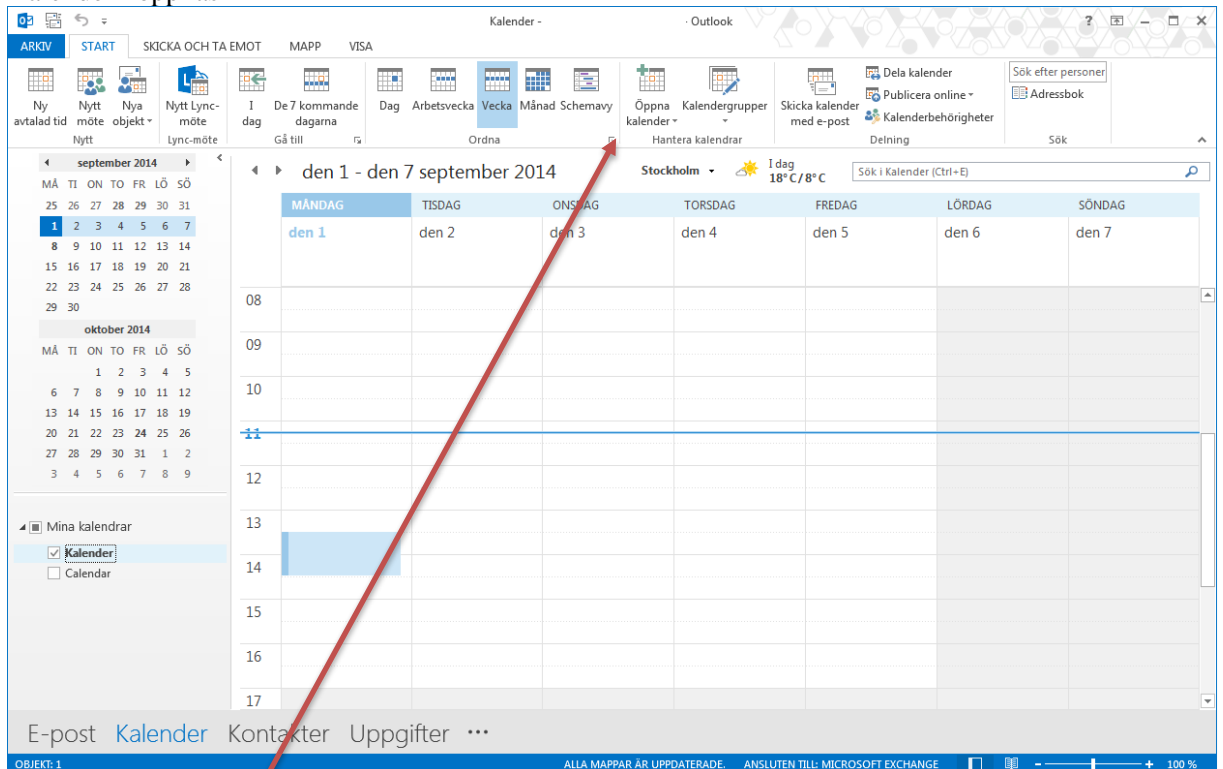 Kalender - · Outlook
ARKIV START SKICKA OCH TA EMOT MAPP VISA
Ny avtalad tid
Nytt möte
Nya objekt
Nytt Lync-möte
I dag
De 7 kommande dagarna
Dag
Arbetsvecka
Vecka
Månad
Schemavy
Öppna kalender
Kalendergrupper
Skicka kalender med e-post
Dela kalender
Publicera online
Kalenderbehörigheter
Sök efter personer
Adressbok
Nytt Lync-möte Gå till Ordna Hantera kalendrar Delning Sök
september 2014
MÅ TI ON TO FR LÖ SÖ
25 26 27 28 29 30 31
1 2 3 4 5 6 7
8 9 10 11 12 13 14
15 16 17 18 19 20 21
22 23 24 25 26 27 28
29 30
oktober 2014
MÅ TI ON TO FR LÖ SÖ
1 2 3 4 5
6 7 8 9 10 11 12
13 14 15 16 17 18 19
20 21 22 23 24 25 26
27 28 29 30 31 1 2
3 4 5 6 7 8 9
Mina kalendrar
Kalender
Calendar
den 1 - den 7 september 2014
Stockholm
I dag
18°C/8°C
Sök i Kalender (Ctrl+E)
MÅNDAG TISDAG ONSDAG TORSDAG FREDAG LÖRDAG SÖNDAG
den 1 den 2 den 3 den 4 den 5 den 6 den 7
08
09
10
11
12
13
14
15
16
17
E-post Kalender Kontakter Uppgifter ···
OBJEKT: 1 ALLA MAPPAR ÄR UPPDATERADE. ANSLUTEN TILL: MICROSOFT EXCHANGE 100 %